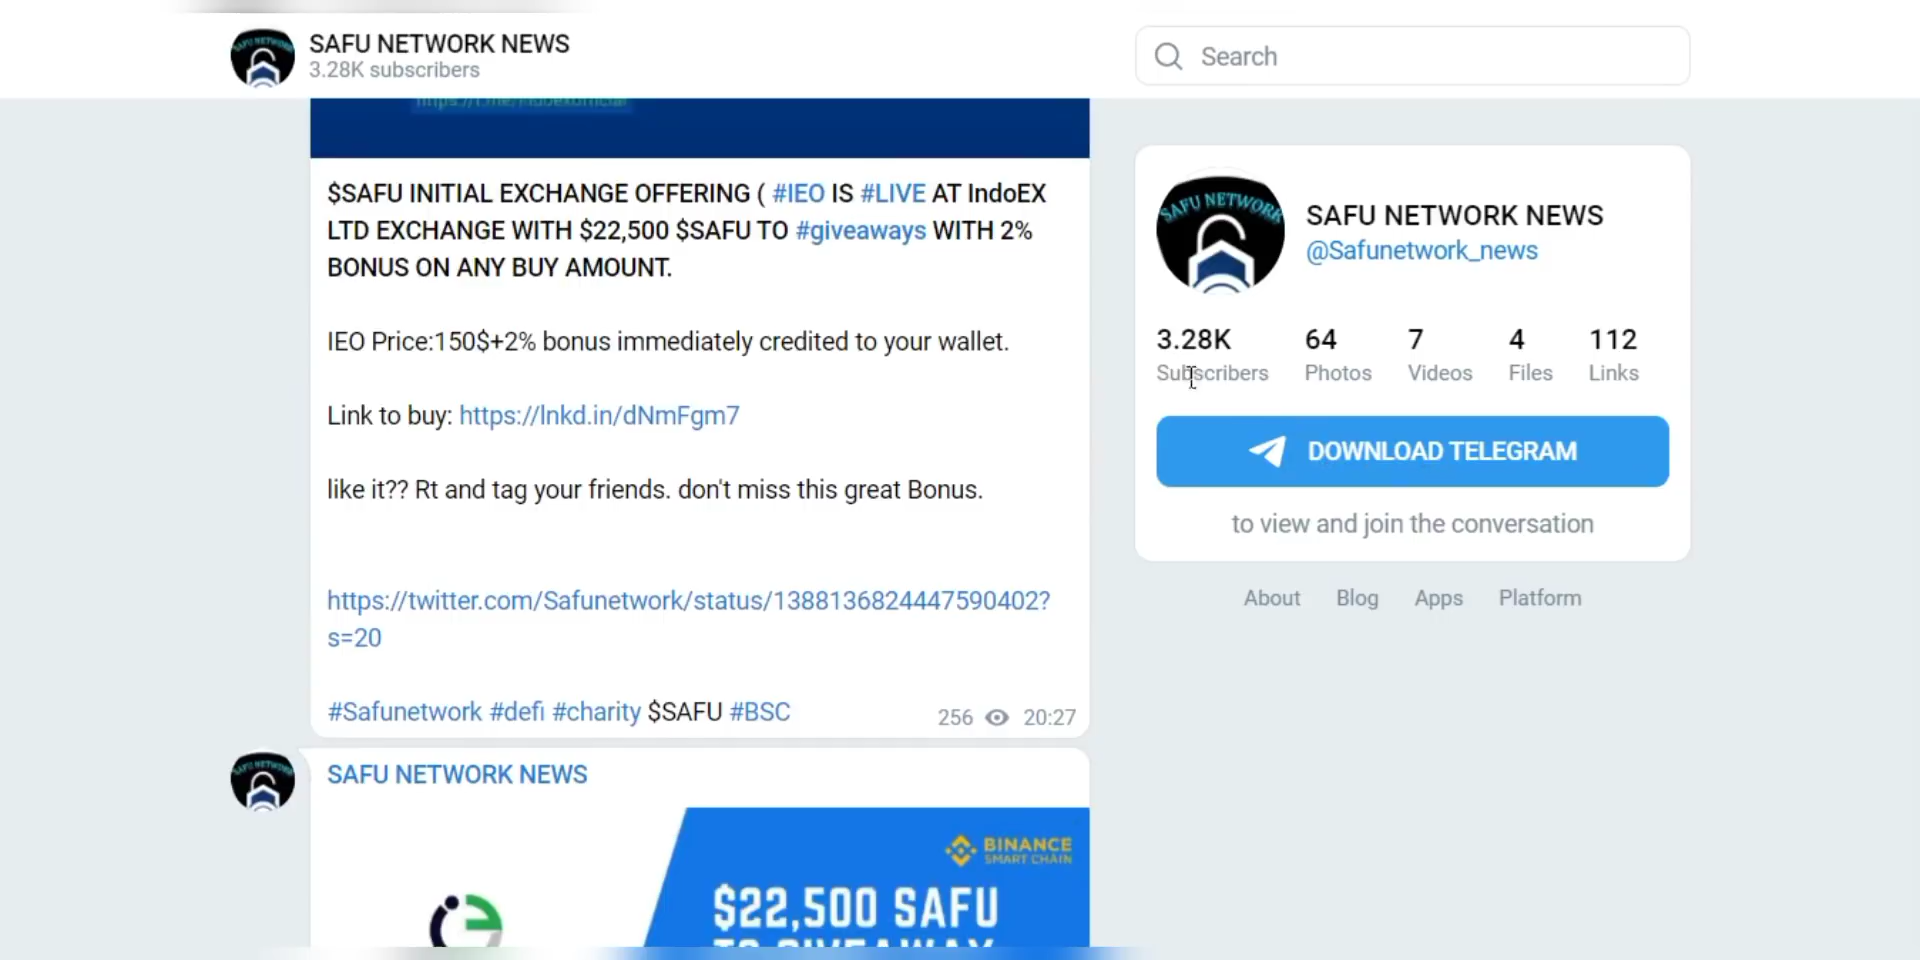 SAFU NETWORK NEWS
3.28K subscribers
Search
$SAFU INITIAL EXCHANGE OFFERING ( #IEO IS #LIVE AT IndoEX
LTD EXCHANGE WITH $22,500 $SAFU TO #giveaways WITH 2%
BONUS ON ANY BUY AMOUNT.
IEO Price:150$+2% bonus immediately credited to your wallet.
Link to buy: https://lnkd.in/dNmFgm7
like it?? Rt and tag your friends. don't miss this great Bonus.
https://twitter.com/Safunetwork/status/1388136824447590402?
s=20
#Safunetwork #defi #charity $SAFU #BSC
256 20:27
SAFU NETWORK NEWS
BINANCE
SMART CHAIN
$22,500 SAFU
TO GIVEAWAY
SAFU NETWORK
SAFU NETWORK NEWS
@Safunetwork_news
3.28K 64 7 4 112
Subscribers Photos Videos Files Links
DOWNLOAD TELEGRAM
to view and join the conversation
About Blog Apps Platform